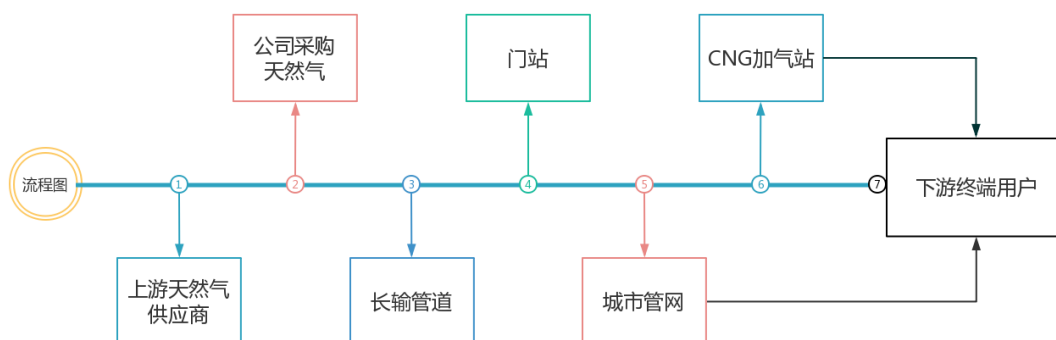 公司采购
天然气
门站
CNG加气站
流程图
1
2
3
4
5
6
7
下游终端用户
上游天然气
供应商
长输管道
城市管网